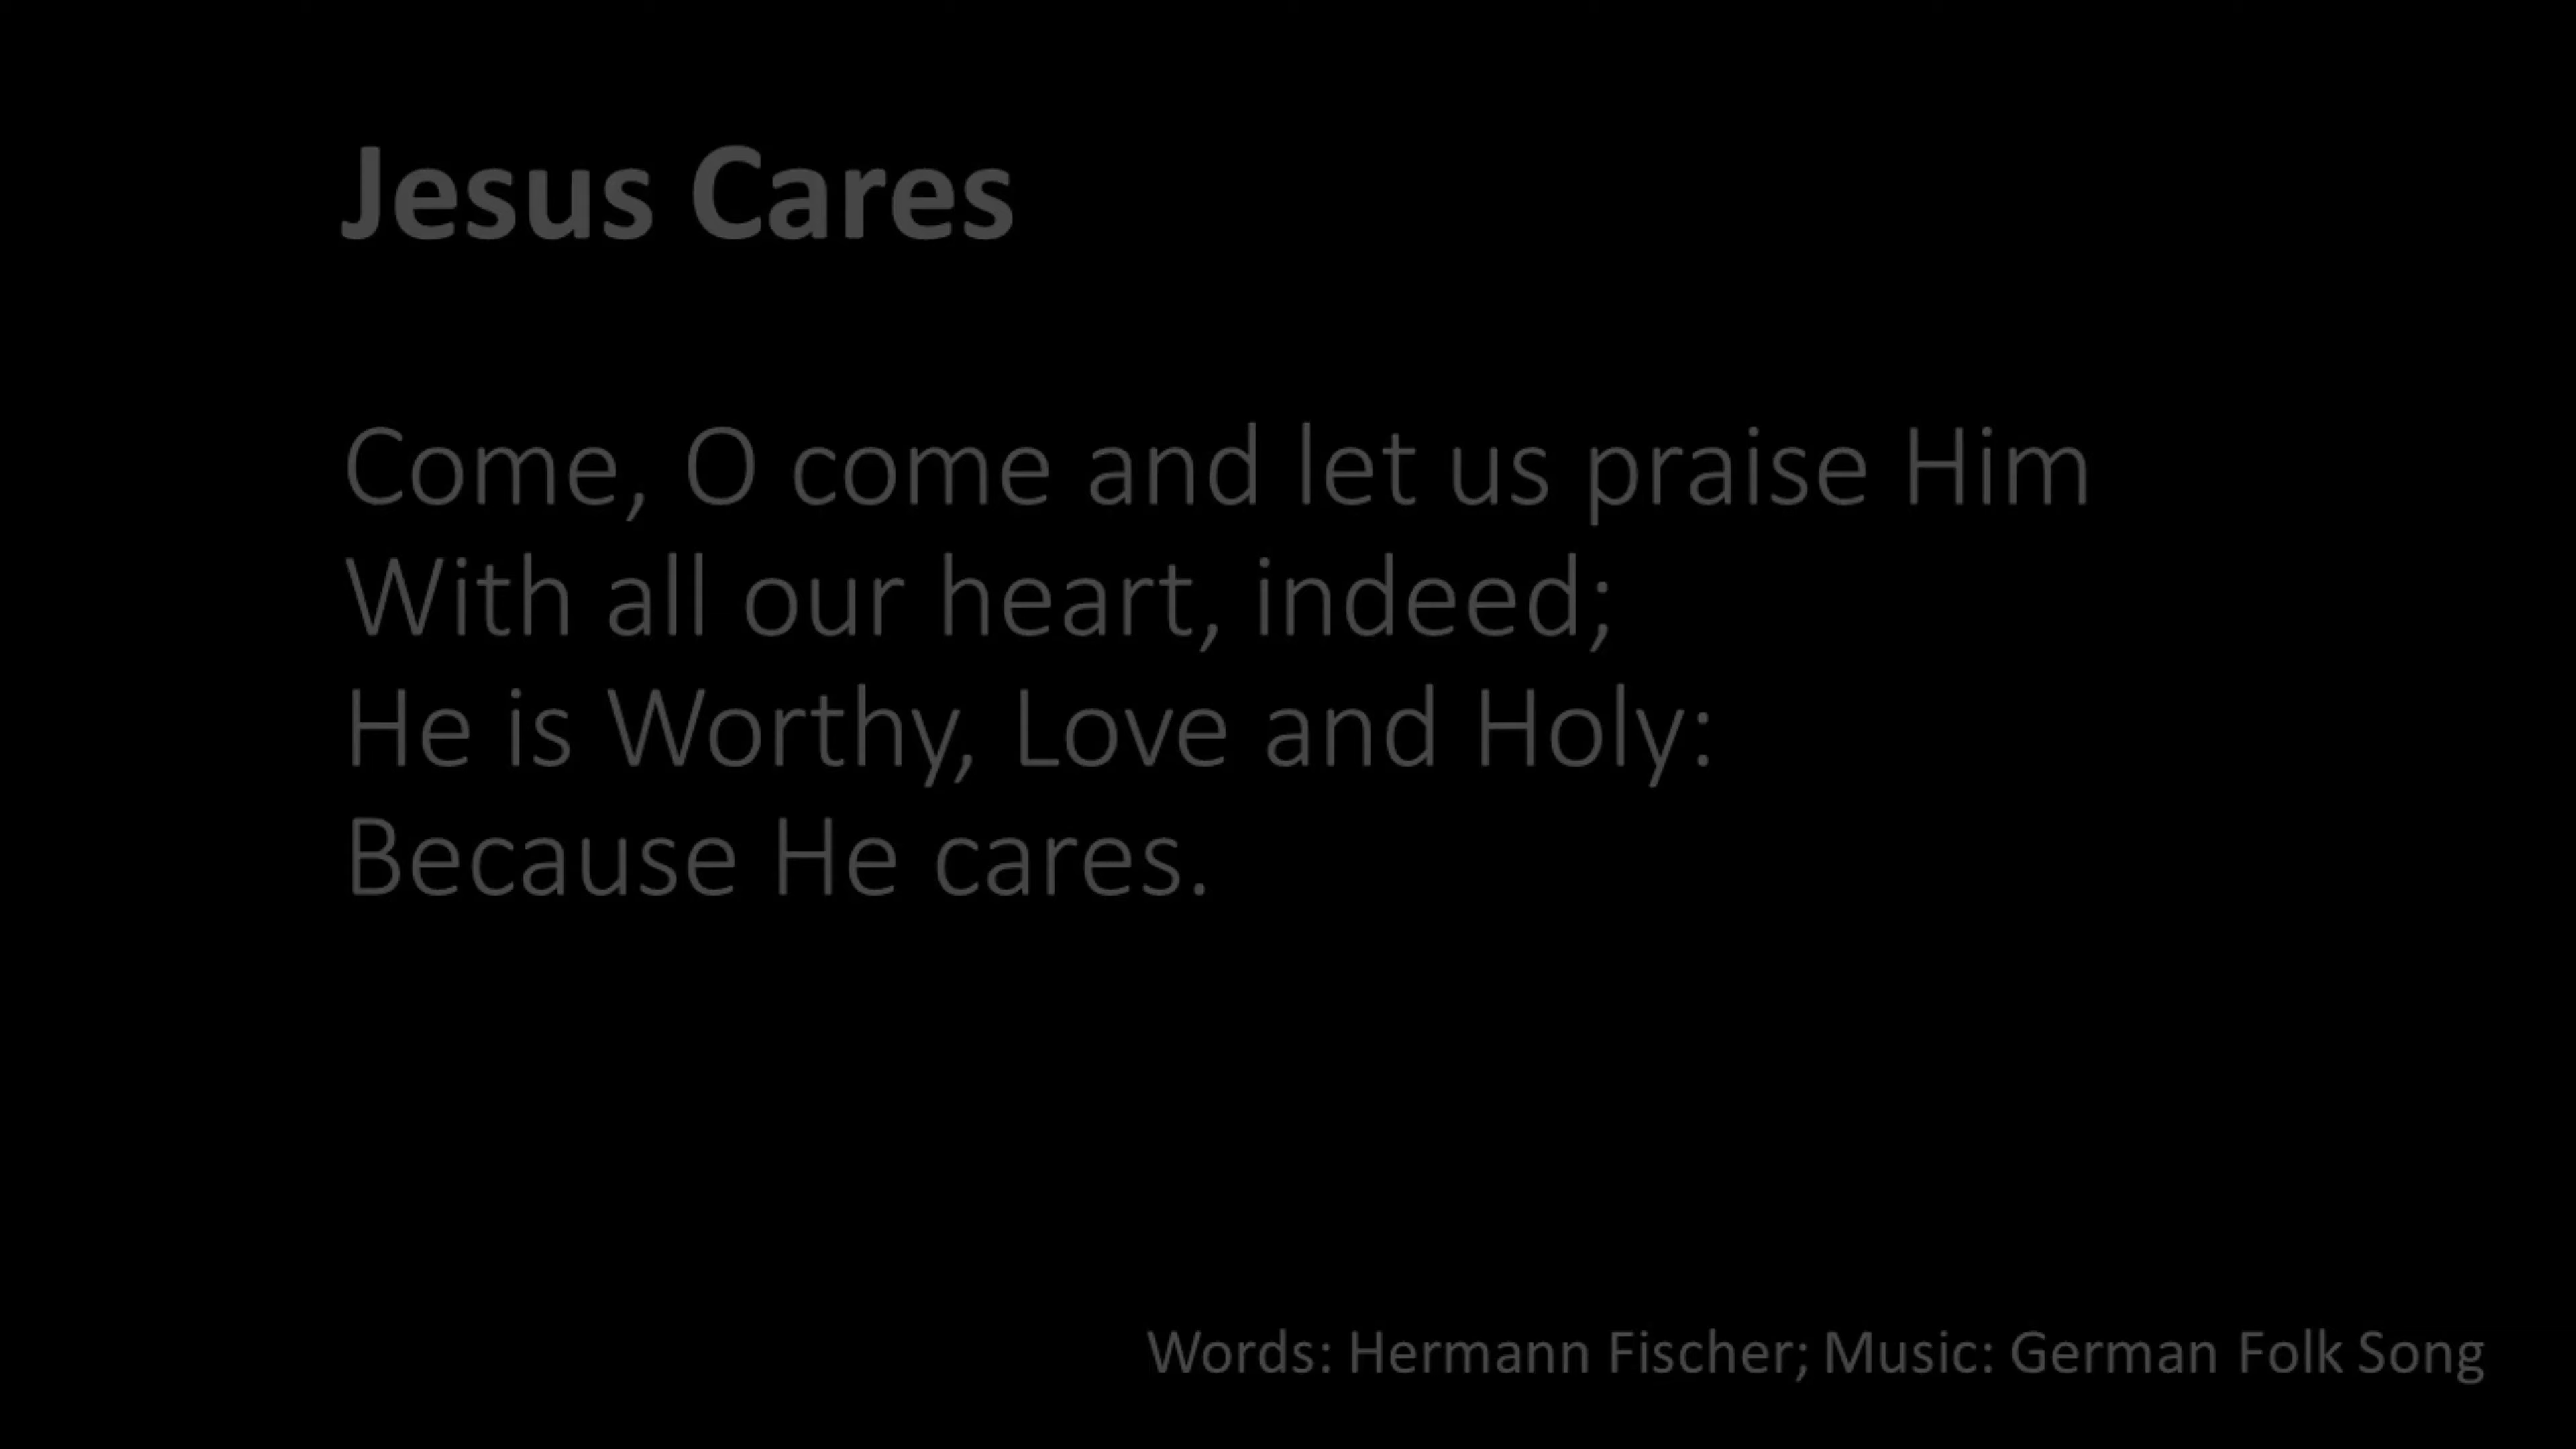 Jesus Cares
Come, O come and let us praise Him
With all our heart, indeed;
He is Worthy, Love and Holy:
Because He cares.
Words: Hermann Fischer; Music: German Folk Song